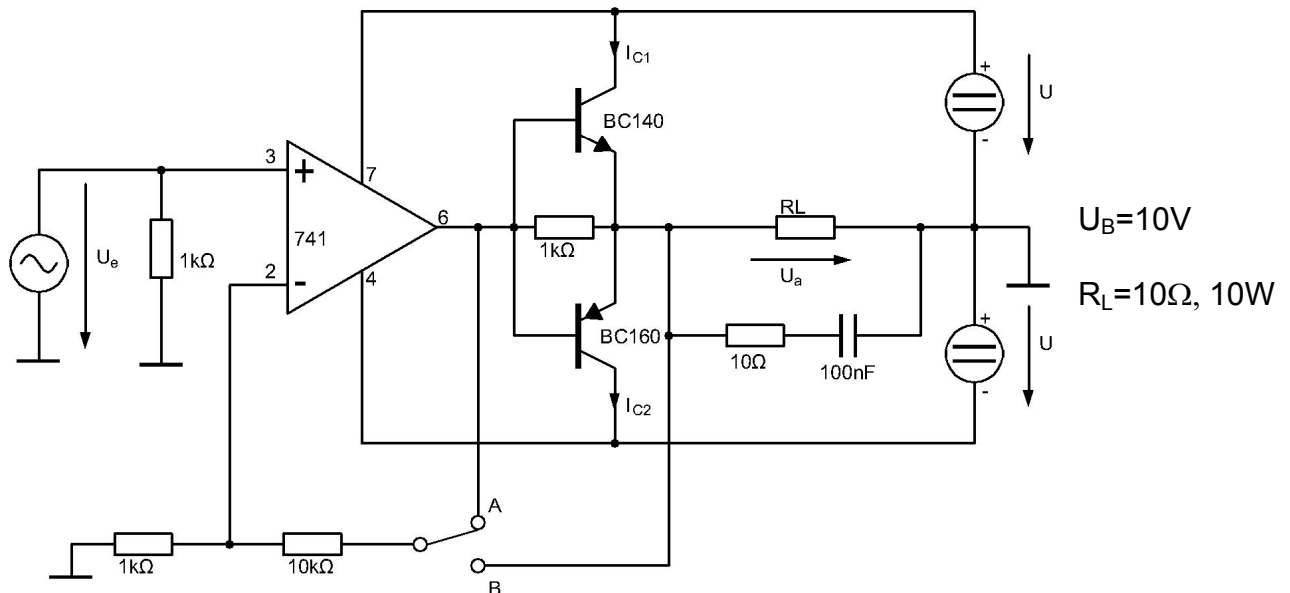 I_C1
+
U
BC140
-
3
7
+
6
RL
U_B=10V
741
U_e
1kΩ
1kΩ
U_a
2
-
4
R_L=10Ω, 10W
+
BC160
U
10Ω
100nF
I_C2
-
A
1kΩ
10kΩ
B